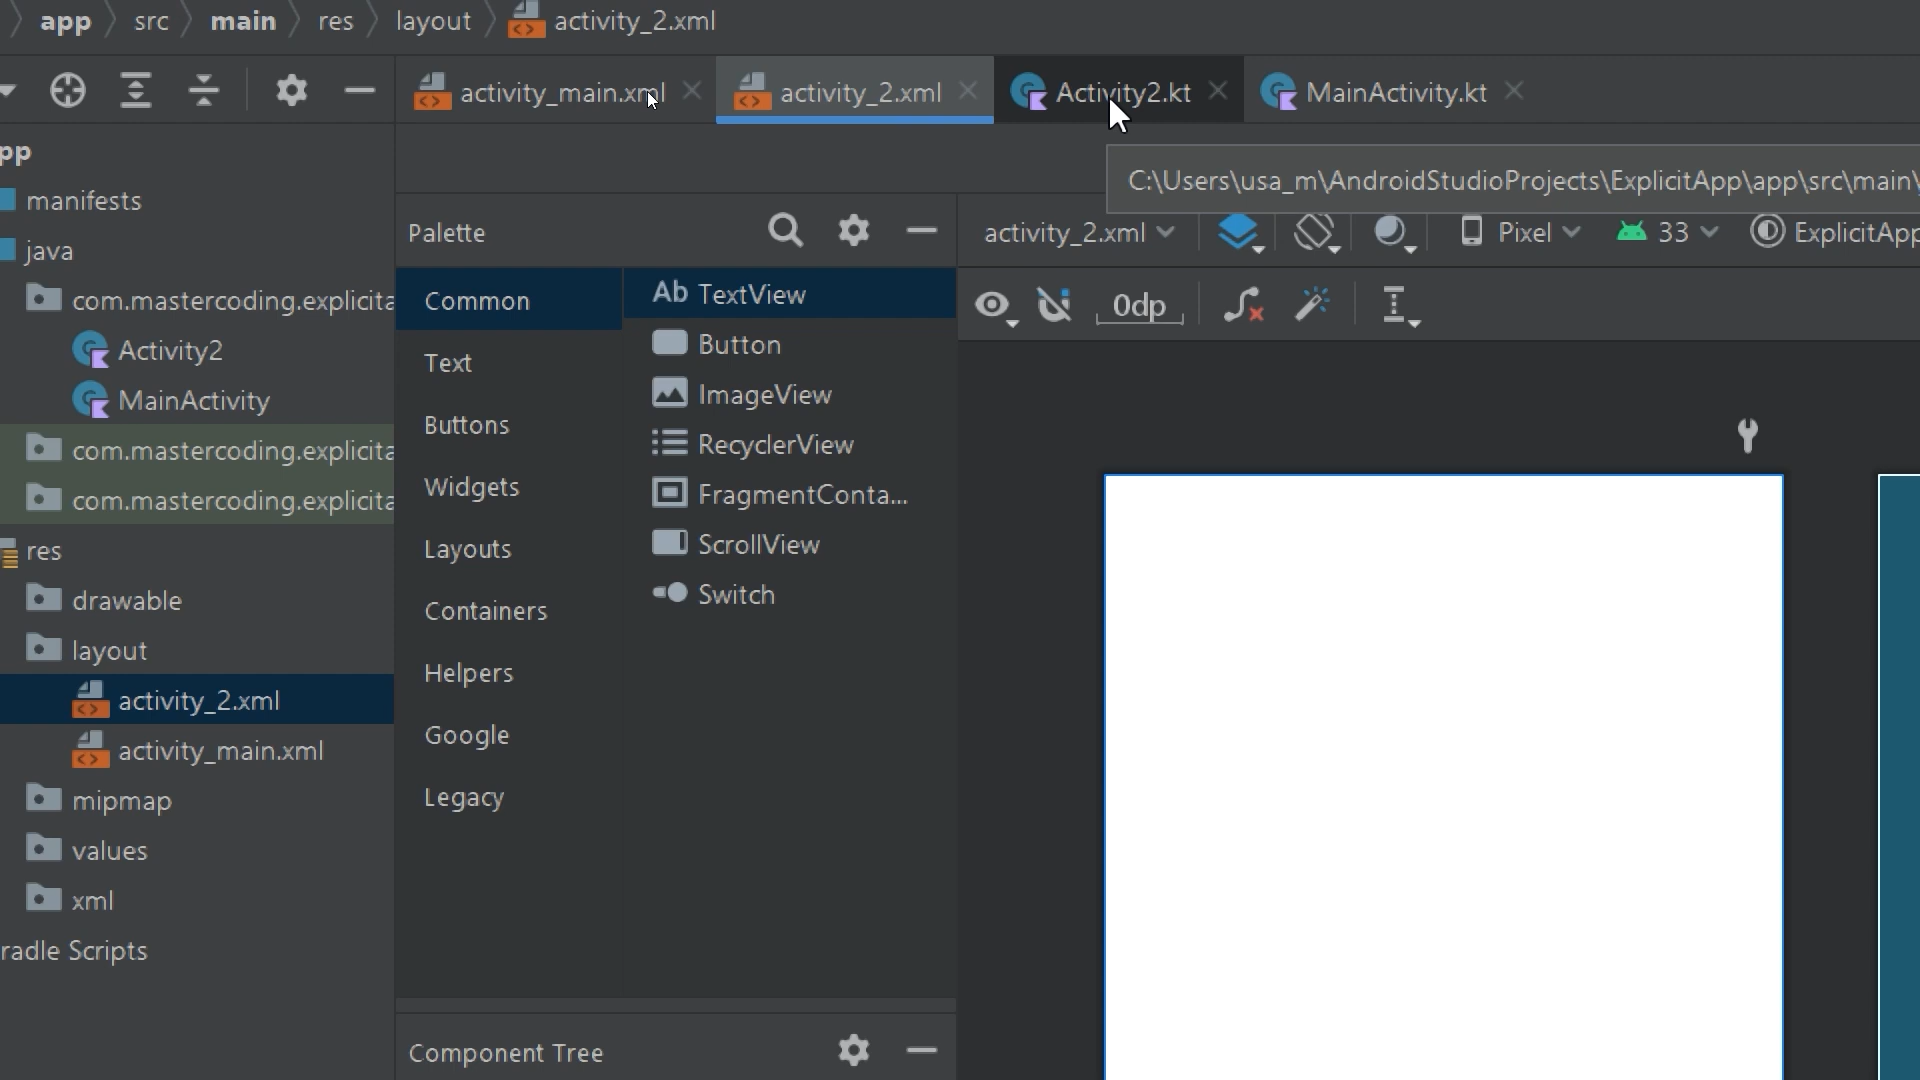 app src main res layout activity_2.xml
activity_main.xml activity_2.xml Activity2.kt MainActivity.kt
C:\Users\usa_m\AndroidStudioProjects\ExplicitApp\app\src\main\
pp
manifests
java
com.mastercoding.explicita
Activity2
MainActivity
com.mastercoding.explicita
com.mastercoding.explicita
res
drawable
layout
activity_2.xml
activity_main.xml
mipmap
values
xml
radle Scripts
Palette
Common
Text
Buttons
Widgets
Layouts
Containers
Helpers
Google
Legacy
Ab TextView
Button
ImageView
RecyclerView
FragmentConta...
ScrollView
Switch
Component Tree
activity_2.xml Pixel 33 ExplicitApp
0dp